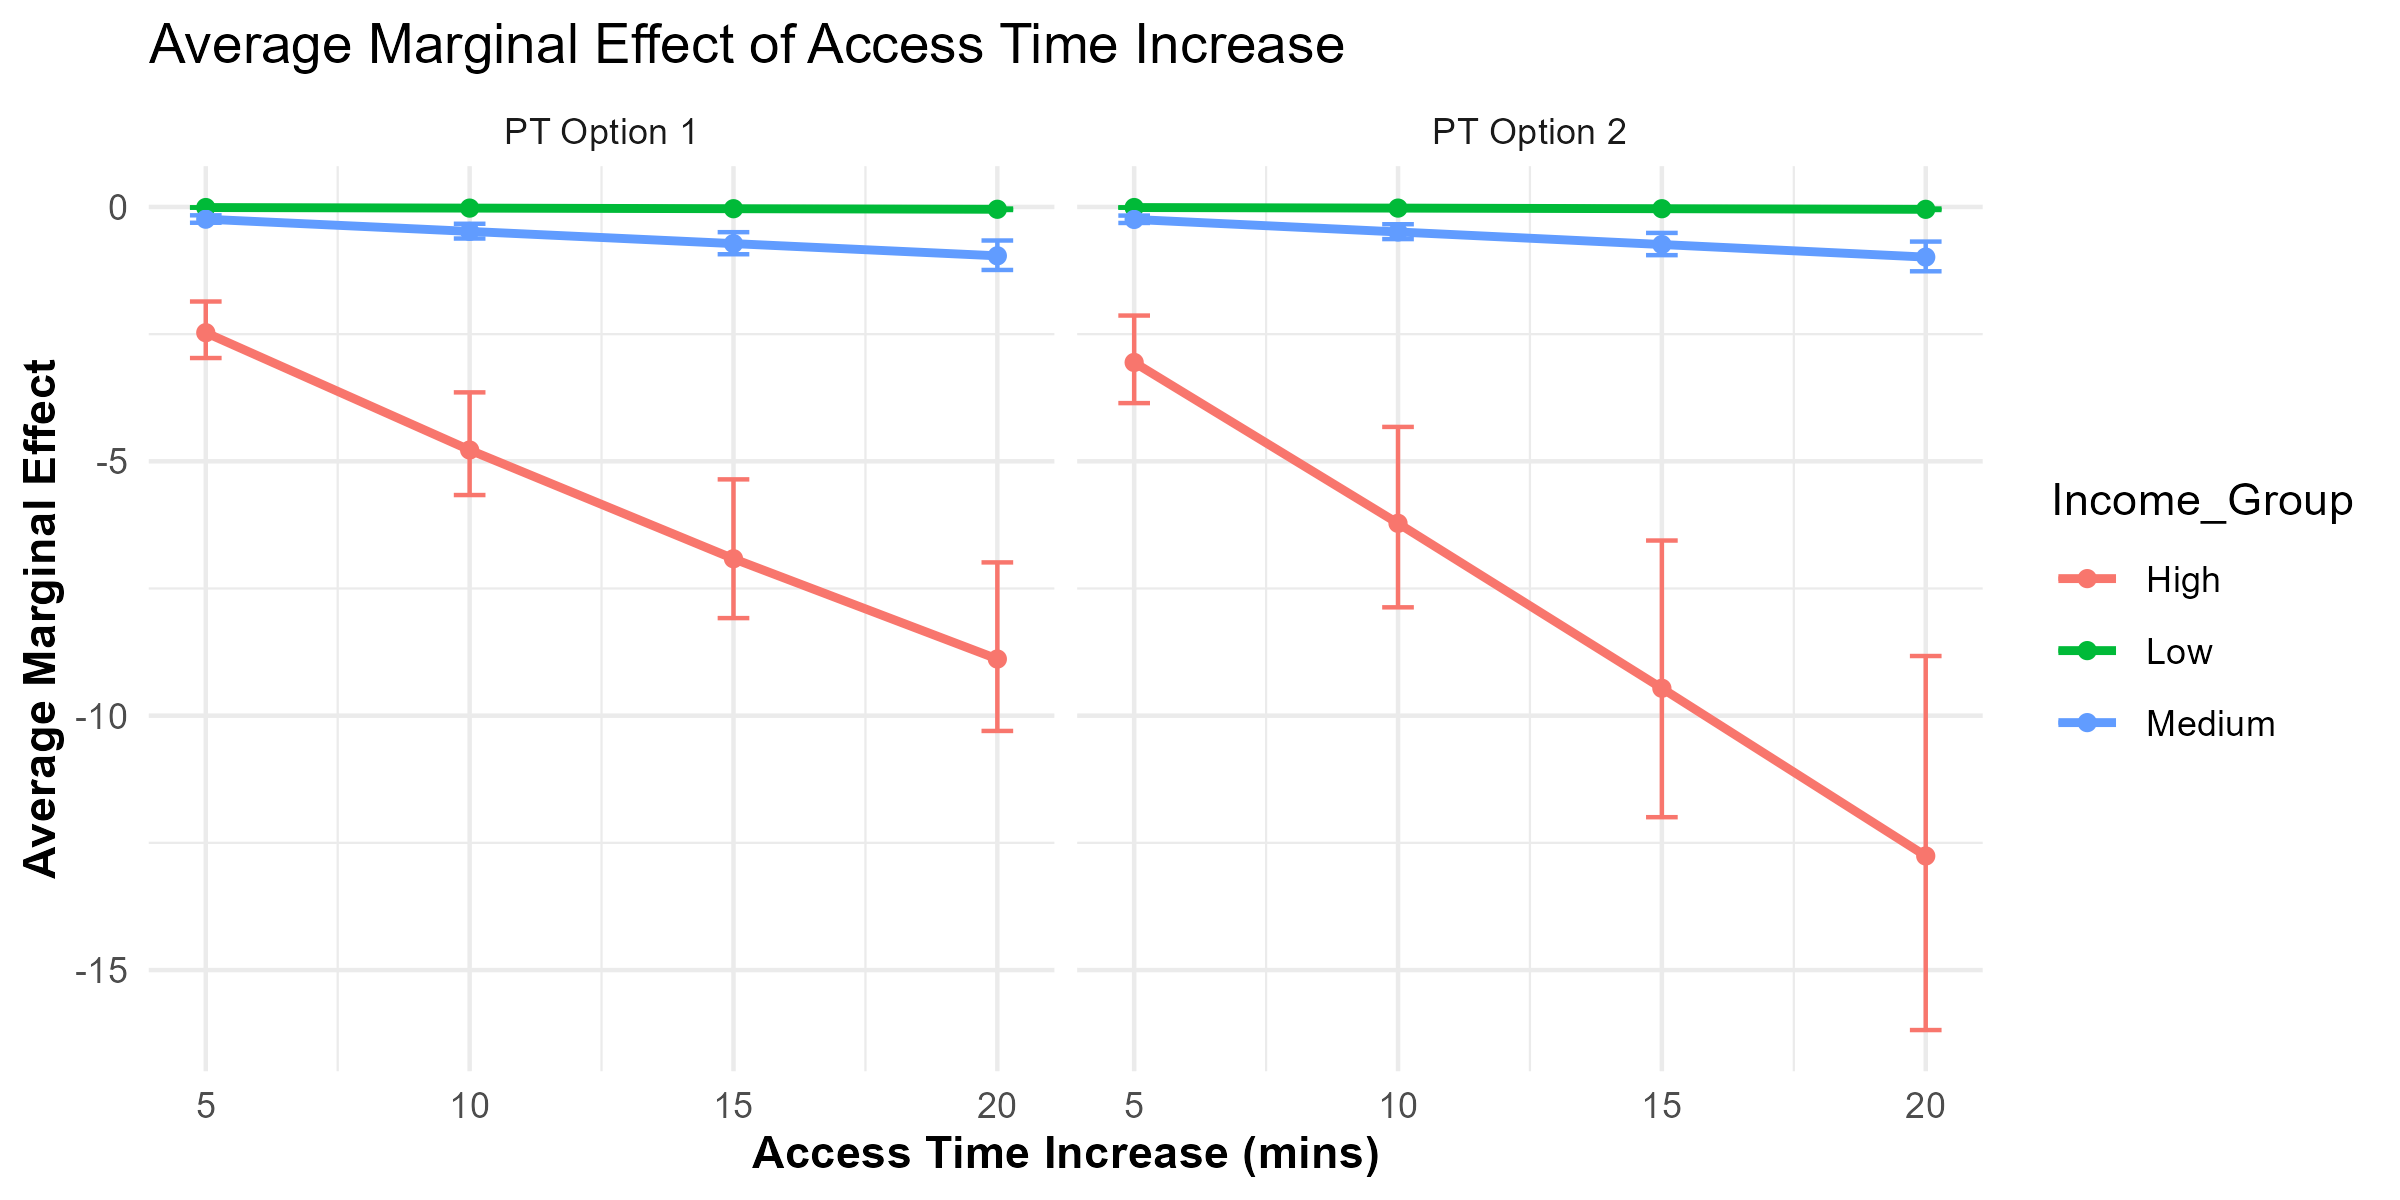 Average Marginal Effect of Access Time Increase
PT Option 1
PT Option 2
0
-5
-10
-15
Average Marginal Effect
5 10 15 20
5 10 15 20
Access Time Increase (mins)
Income_Group
High
Low
Medium